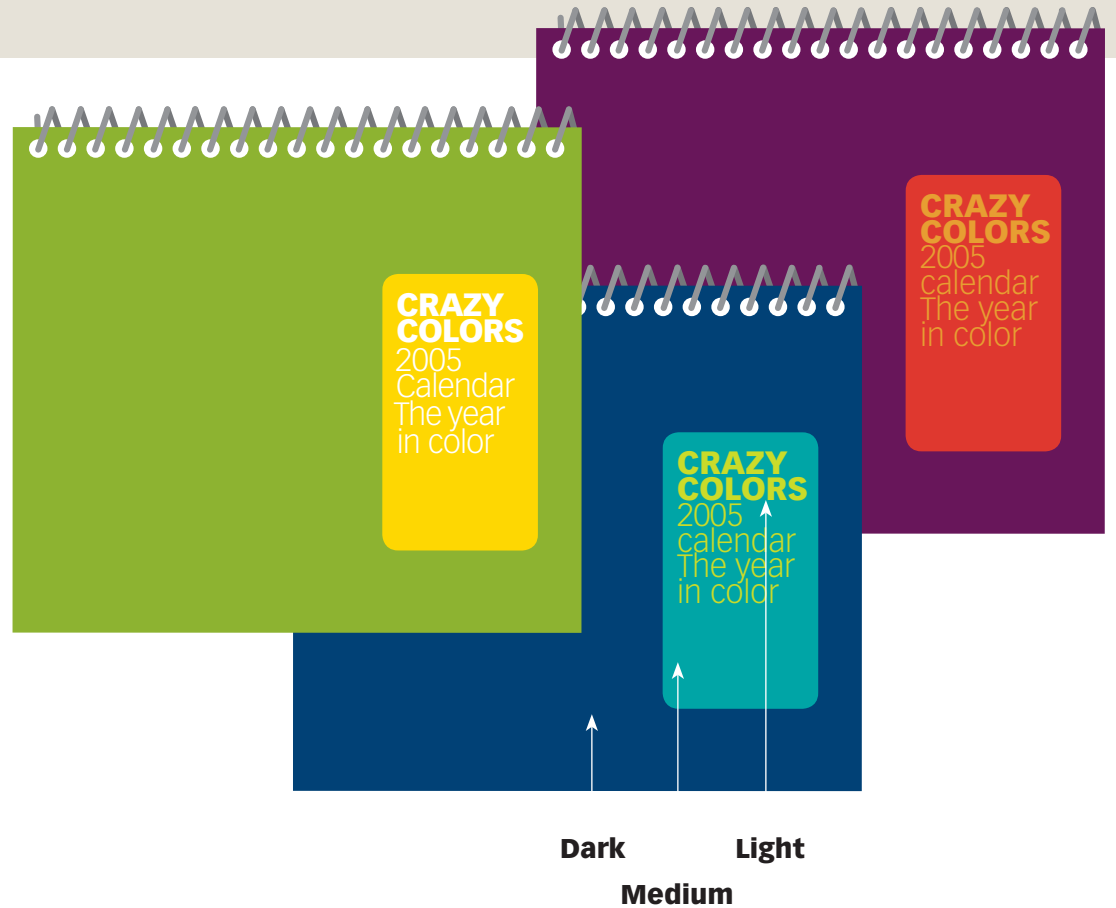 CRAZY
COLORS
2005
Calendar
The year
in color
CRAZY
COLORS
2005
calendar
The year
in color
CRAZY
COLORS
2005
calendar
The year
in color
Dark
Light
Medium